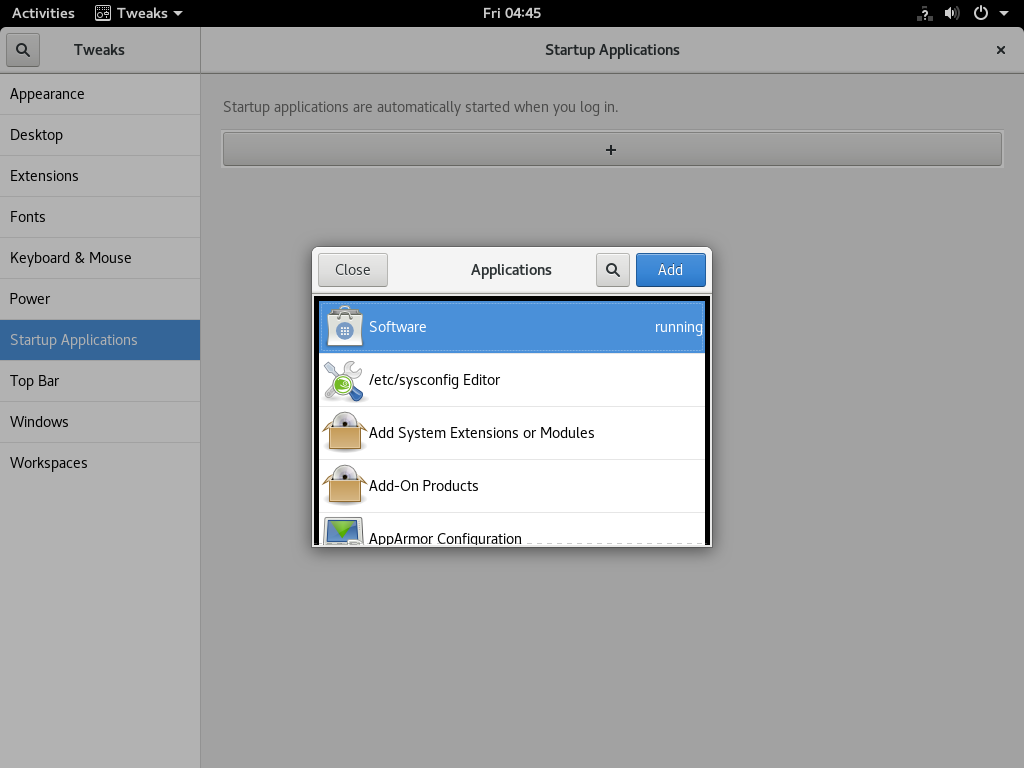 Activities Tweaks Fri 04:45
Tweaks Startup Applications
Appearance
Desktop
Extensions
Fonts
Keyboard & Mouse
Power
Startup Applications
Top Bar
Windows
Workspaces
Startup applications are automatically started when you log in.
+
Close Applications Add
Software running
/etc/sysconfig Editor
Add System Extensions or Modules
Add-On Products
AppArmor Configuration